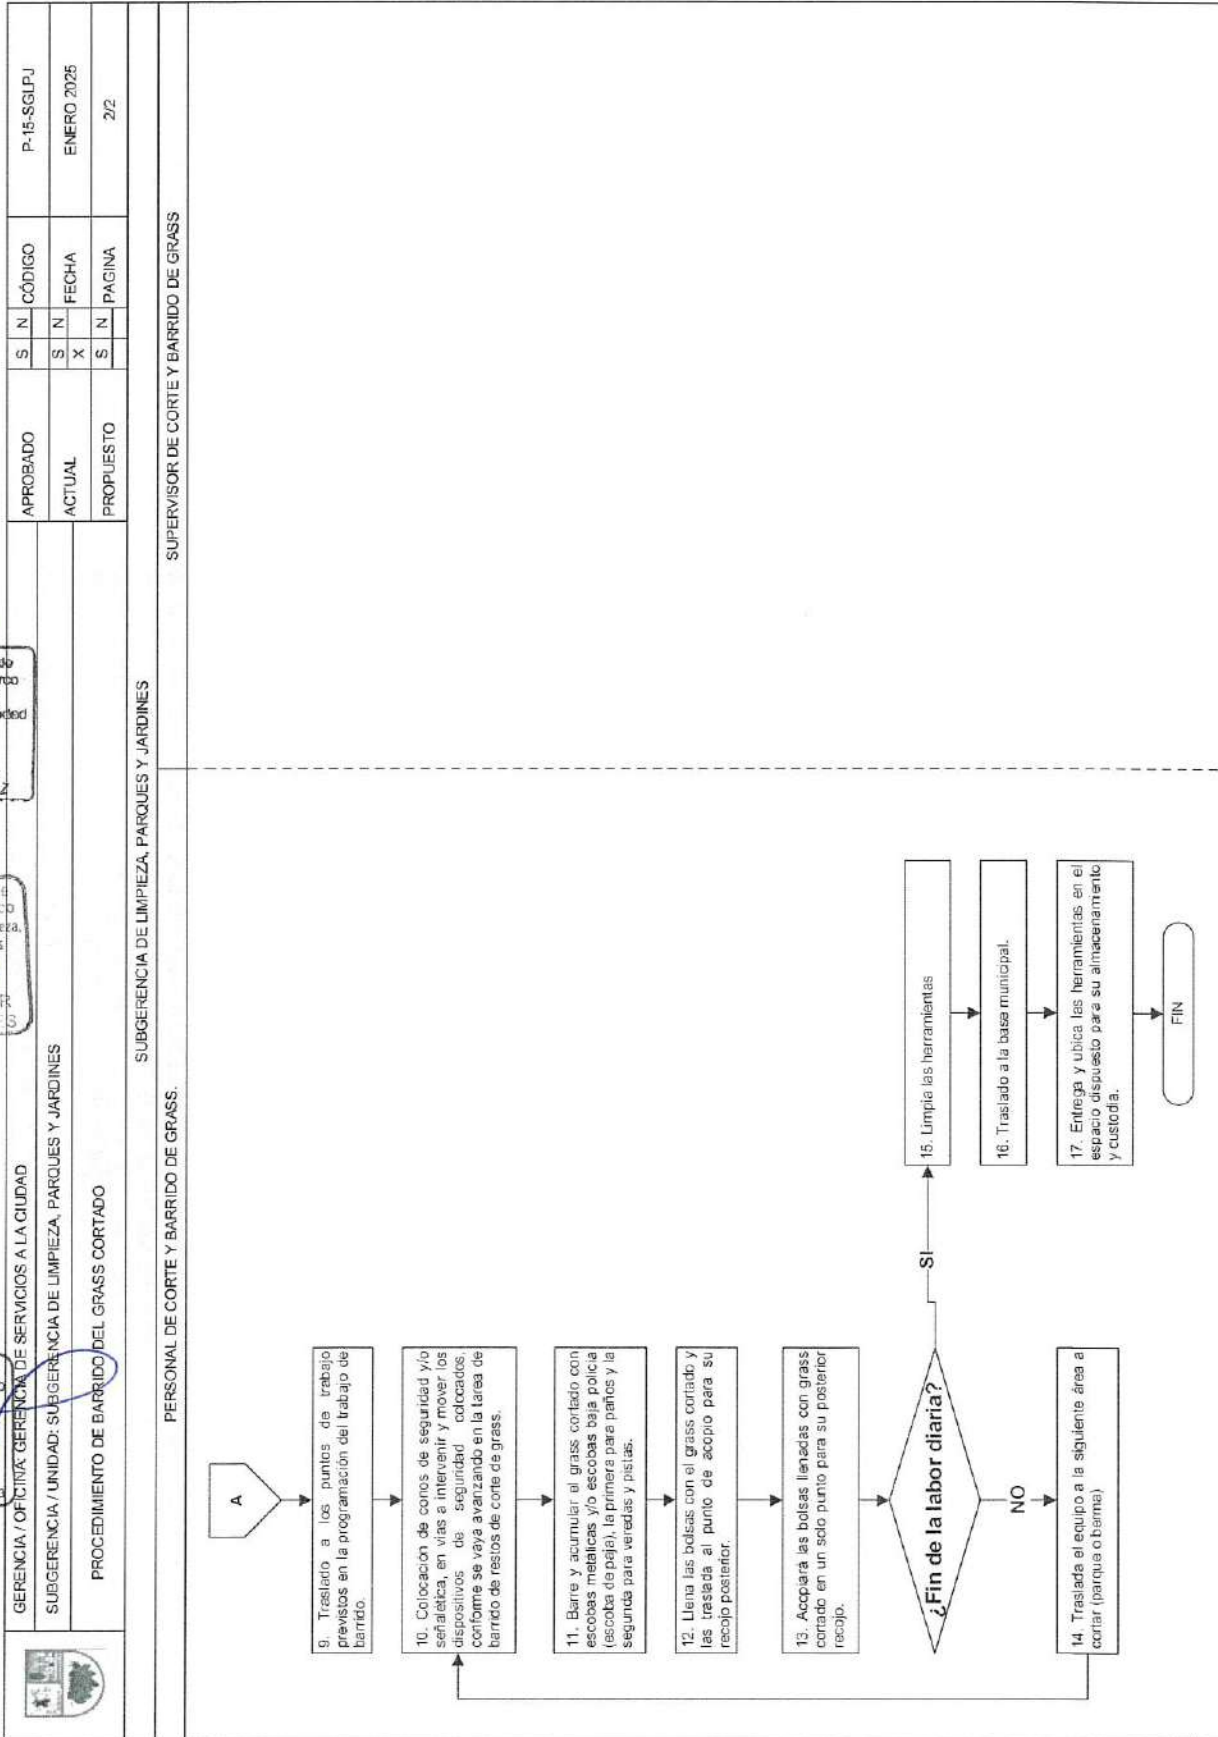 GERENCIA / OFICINA: GERENCIA DE SERVICIOS A LA CIUDAD
APROBADO
S N
CÓDIGO
P-15-SGLPJ
SUBGERENCIA / UNIDAD: SUBGERENCIA DE LIMPIEZA, PARQUES Y JARDINES
ACTUAL
S N
X
FECHA
ENERO 2025
PROCEDIMIENTO DE BARRIDO DEL GRASS CORTADO
PROPUESTO
S N
PAGINA
2/2
SUBGERENCIA DE LIMPIEZA, PARQUES Y JARDINES
PERSONAL DE CORTE Y BARRIDO DE GRASS.
SUPERVISOR DE CORTE Y BARRIDO DE GRASS
A
9. Traslado a los puntos de trabajo
previstos en la programación del trabajo de
barrido.
10. Colocación de conos de seguridad y/o
señalética, en vías a intervenir y mover los
dispositivos de seguridad colocados,
conforme se vaya avanzando en la tarea de
barrido de restos de corte de grass.
11. Barre y acumular el grass cortado con
escobas metálicas y/o escobas baja policia
(escoba de paja), la primera para paños y la
segunda para veredas y pistas.
12. Llena las bolsas con el grass cortado y
las traslada al punto de acopio para su
recojo posterior.
13. Acopiará las bolsas llenadas con grass
cortado en un solo punto para su posterior
recojo.
¿Fin de la labor diaria?
SI
NO
14. Traslada el equipo a la siguiente área a
cortar (parque o berma)
15. Limpia las herramientas
16. Traslado a la base municipal.
17. Entrega y ubica las herramientas en el
espacio dispuesto para su almacenamiento
y custodia.
FIN